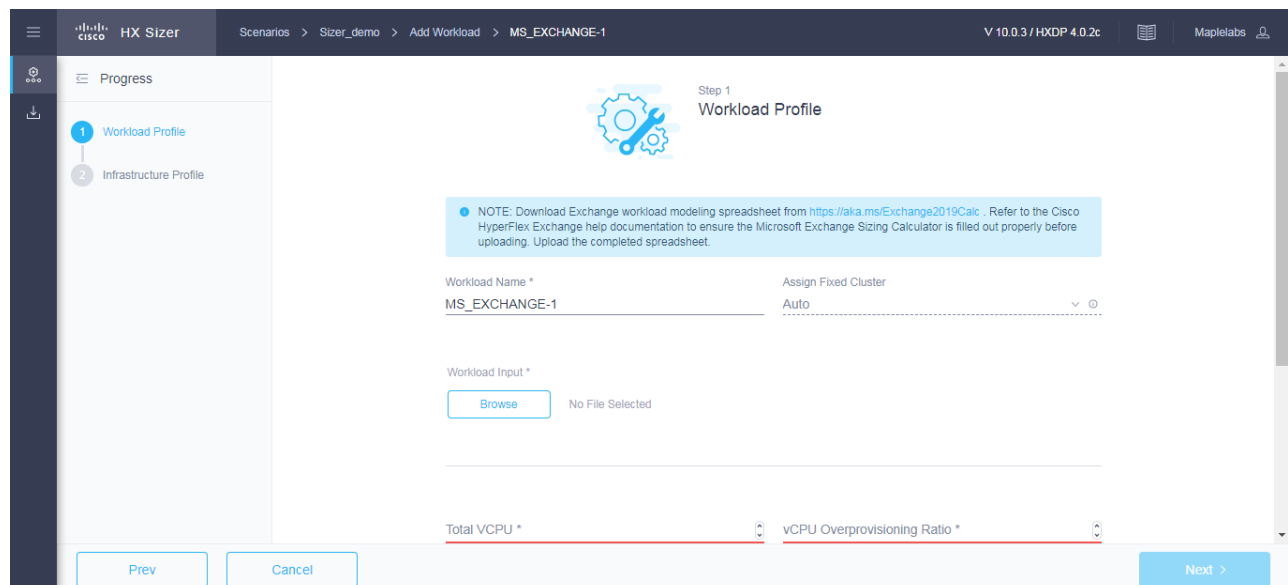 cisco HX Sizer
Scenarios > Sizer_demo > Add Workload > MS_EXCHANGE-1
V 10.0.3 / HXDP 4.0.2c
Maplelabs
Progress
1 Workload Profile
2 Infrastructure Profile
Step 1
Workload Profile
NOTE: Download Exchange workload modeling spreadsheet from https://aka.ms/Exchange2019Calc . Refer to the Cisco
HyperFlex Exchange help documentation to ensure the Microsoft Exchange Sizing Calculator is filled out properly before
uploading. Upload the completed spreadsheet.
Workload Name *
MS_EXCHANGE-1
Assign Fixed Cluster
Auto
Workload Input *
Browse
No File Selected
Total VCPU *
vCPU Overprovisioning Ratio *
Prev
Cancel
Next >